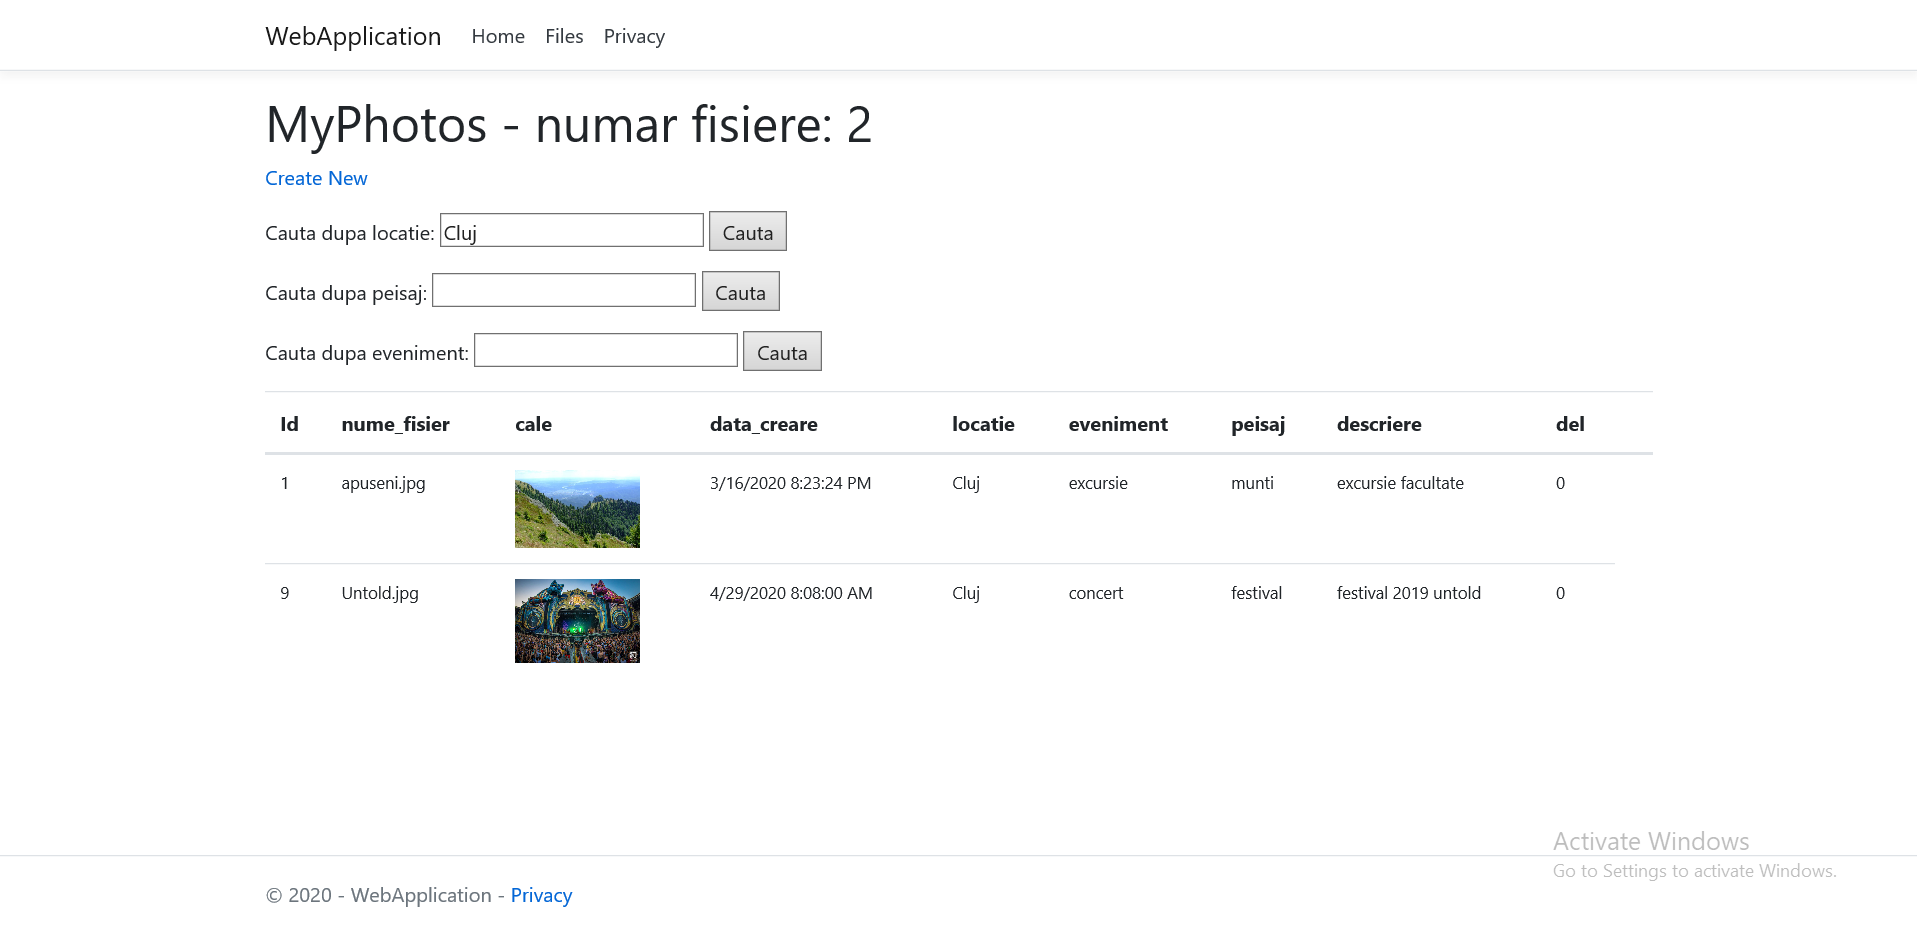 WebApplication Home Files Privacy
MyPhotos - numar fisiere: 2
Create New
Cauta dupa locatie: Cluj Cauta
Cauta dupa peisaj: Cauta
Cauta dupa eveniment: Cauta
Id nume_fisier cale data_creare locatie eveniment peisaj descriere del
1 apuseni.jpg 3/16/2020 8:23:24 PM Cluj excursie munti excursie facultate 0
9 Untold.jpg 4/29/2020 8:08:00 AM Cluj concert festival festival 2019 untold 0
Activate Windows
Go to Settings to activate Windows.
© 2020 - WebApplication - Privacy